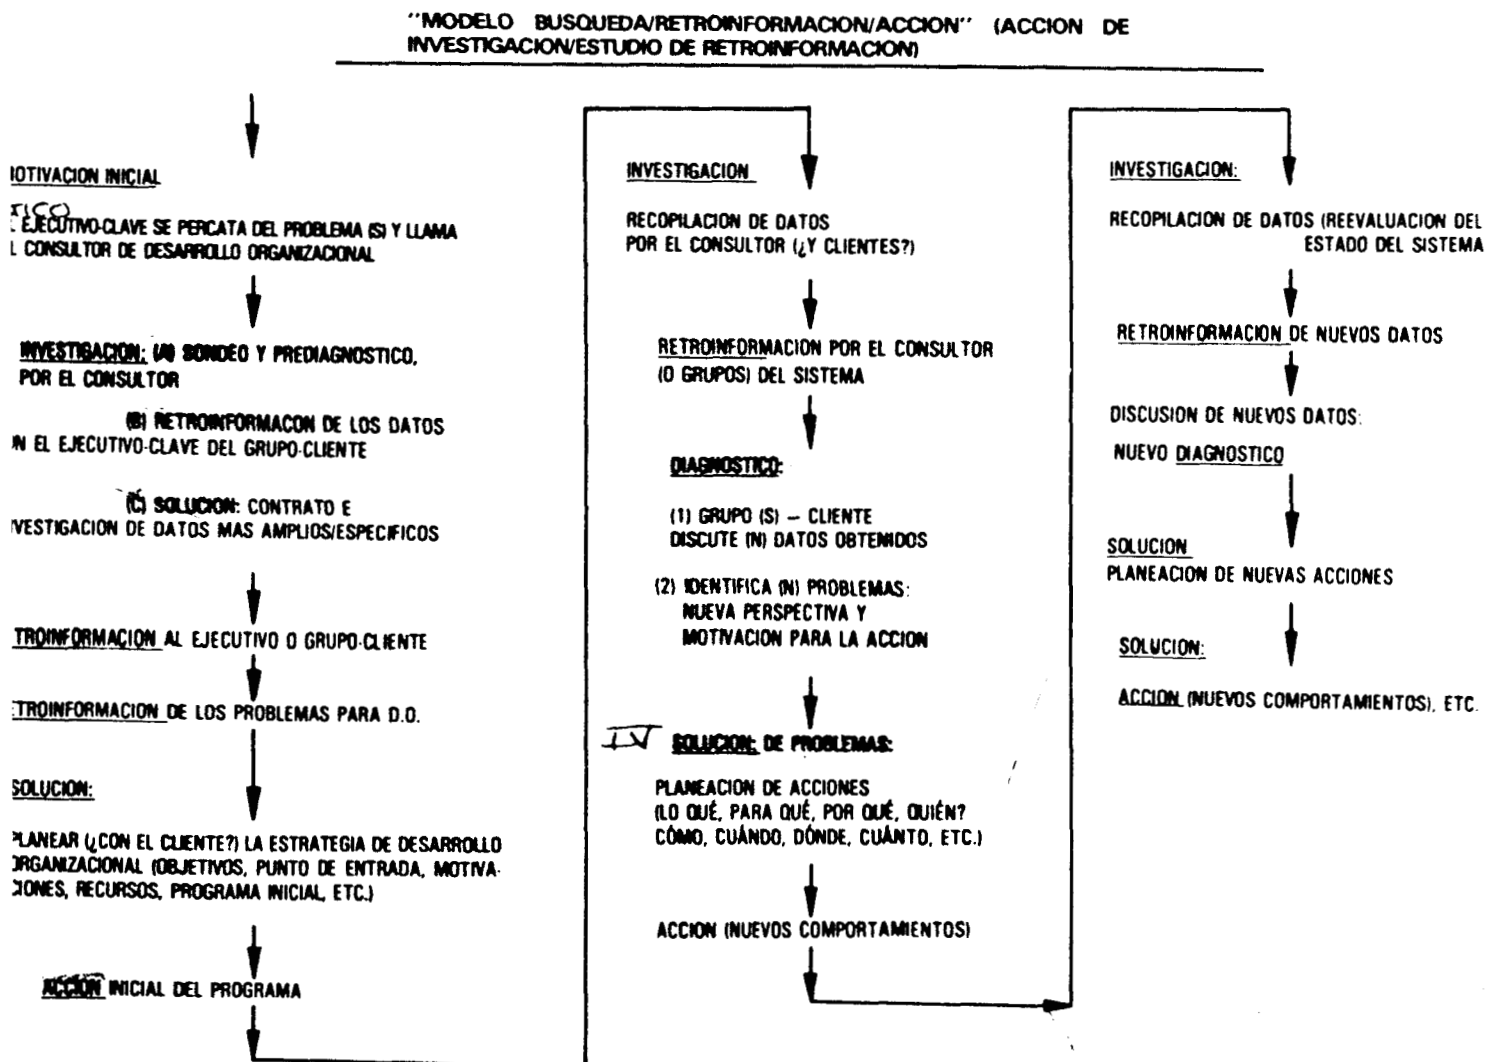 "MODELO BUSQUEDA/RETROINFORMACION/ACCION" (ACCION DE
INVESTIGACION/ESTUDIO DE RETROINFORMACION)
IOTIVACION INICIAL
EJECUTIVO-CLAVE SE PERCATA DEL PROBLEMA (S) Y LLAMA
L CONSULTOR DE DESARROLLO ORGANIZACIONAL
INVESTIGACION: (A) SONDEO Y PREDIAGNOSTICO,
POR EL CONSULTOR
(B) RETROINFORMACON DE LOS DATOS
N EL EJECUTIVO-CLAVE DEL GRUPO-CLIENTE
(C) SOLUCION: CONTRATO E
VESTIGACION DE DATOS MAS AMPLIOS/ESPECIFICOS
TROINFORMACION AL EJECUTIVO O GRUPO-CLIENTE
TROINFORMACION DE LOS PROBLEMAS PARA D.O.
SOLUCION:
PLANEAR (¿CON EL CLIENTE?) LA ESTRATEGIA DE DESARROLLO
ORGANIZACIONAL (OBJETIVOS, PUNTO DE ENTRADA, MOTIVA-
CIONES, RECURSOS, PROGRAMA INICIAL, ETC.)
ACCION INICIAL DEL PROGRAMA
INVESTIGACION
RECOPILACION DE DATOS
POR EL CONSULTOR (¿Y CLIENTES?)
RETROINFORMACION POR EL CONSULTOR
(O GRUPOS) DEL SISTEMA
DIAGNOSTICO:
(1) GRUPO (S) – CLIENTE
DISCUTE (N) DATOS OBTENIDOS
(2) IDENTIFICA (N) PROBLEMAS:
NUEVA PERSPECTIVA Y
MOTIVACION PARA LA ACCION
IV SOLUCION: DE PROBLEMAS:
PLANEACION DE ACCIONES
(LO QUÉ, PARA QUÉ, POR QUÉ, QUIÉN?
CÓMO, CUÁNDO, DÓNDE, CUÁNTO, ETC.)
ACCION (NUEVOS COMPORTAMIENTOS)
INVESTIGACION:
RECOPILACION DE DATOS (REEVALUACION DEL
ESTADO DEL SISTEMA
RETROINFORMACION DE NUEVOS DATOS
DISCUSION DE NUEVOS DATOS:
NUEVO DIAGNOSTICO
SOLUCION
PLANEACION DE NUEVAS ACCIONES
SOLUCION:
ACCION (NUEVOS COMPORTAMIENTOS), ETC.